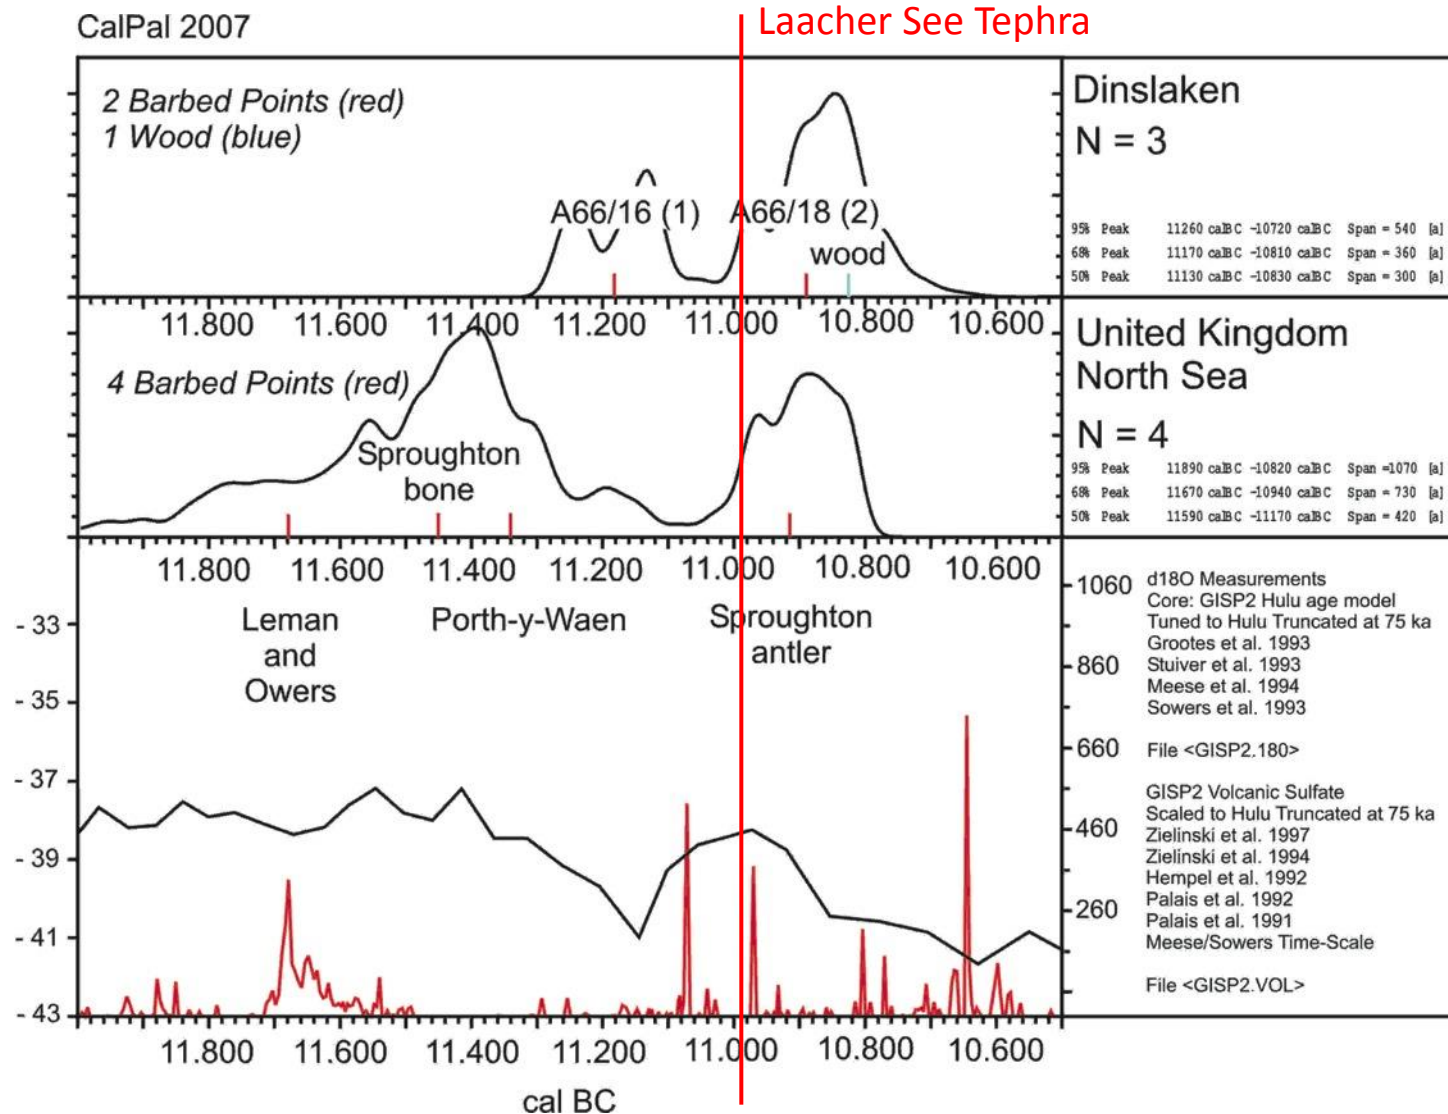 CalPal 2007
Laacher See Tephra
2 Barbed Points (red)
1 Wood (blue)
A66/16 (1)
A66/18 (2)
wood
Dinslaken
N = 3
95% Peak 11260 calBC -10720 calBC Span = 540 [a]
68% Peak 11170 calBC -10810 calBC Span = 360 [a]
50% Peak 11130 calBC -10830 calBC Span = 300 [a]
11.800 11.600 11.400 11.200 11.000 10.800 10.600
4 Barbed Points (red)
Sproughton
bone
United Kingdom
North Sea
N = 4
95% Peak 11890 calBC -10820 calBC Span =1070 [a]
68% Peak 11670 calBC -10940 calBC Span = 730 [a]
50% Peak 11590 calBC -11170 calBC Span = 420 [a]
11.800 11.600 11.400 11.200 11.000 10.800 10.600
Leman
and
Owers
Porth-y-Waen
Sproughton
antler
- 33
- 35
- 37
- 39
- 41
- 43
1060
860
660
460
260
d18O Measurements
Core: GISP2 Hulu age model
Tuned to Hulu Truncated at 75 ka
Grootes et al. 1993
Stuiver et al. 1993
Meese et al. 1994
Sowers et al. 1993
File <GISP2.180>
GISP2 Volcanic Sulfate
Scaled to Hulu Truncated at 75 ka
Zielinski et al. 1997
Zielinski et al. 1994
Hempel et al. 1992
Palais et al. 1992
Palais et al. 1991
Meese/Sowers Time-Scale
File <GISP2.VOL>
11.800 11.600 11.400 11.200 11.000 10.800 10.600
cal BC